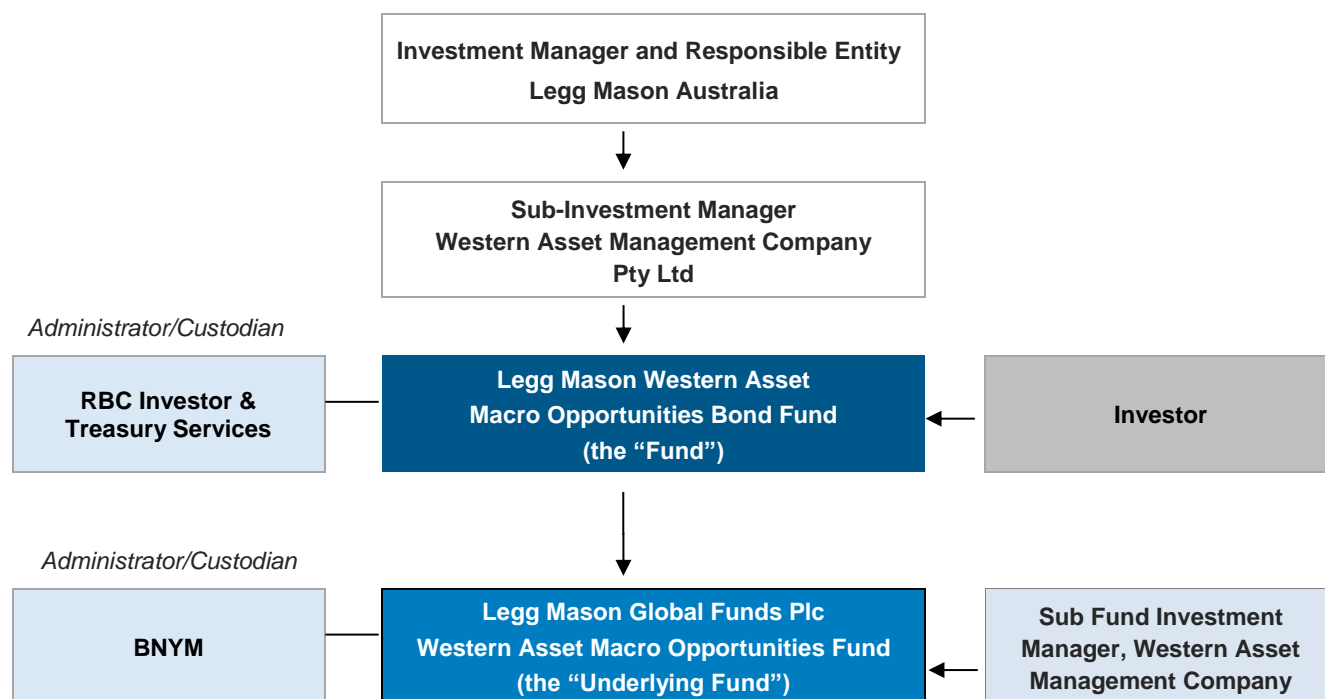 Investment Manager and Responsible Entity
Legg Mason Australia
Sub-Investment Manager
Western Asset Management Company
Pty Ltd
Administrator/Custodian
RBC Investor &
Treasury Services
Legg Mason Western Asset
Macro Opportunities Bond Fund
(the “Fund”)
Investor
Administrator/Custodian
BNYM
Legg Mason Global Funds Plc
Western Asset Macro Opportunities Fund
(the “Underlying Fund”)
Sub Fund Investment
Manager, Western Asset
Management Company